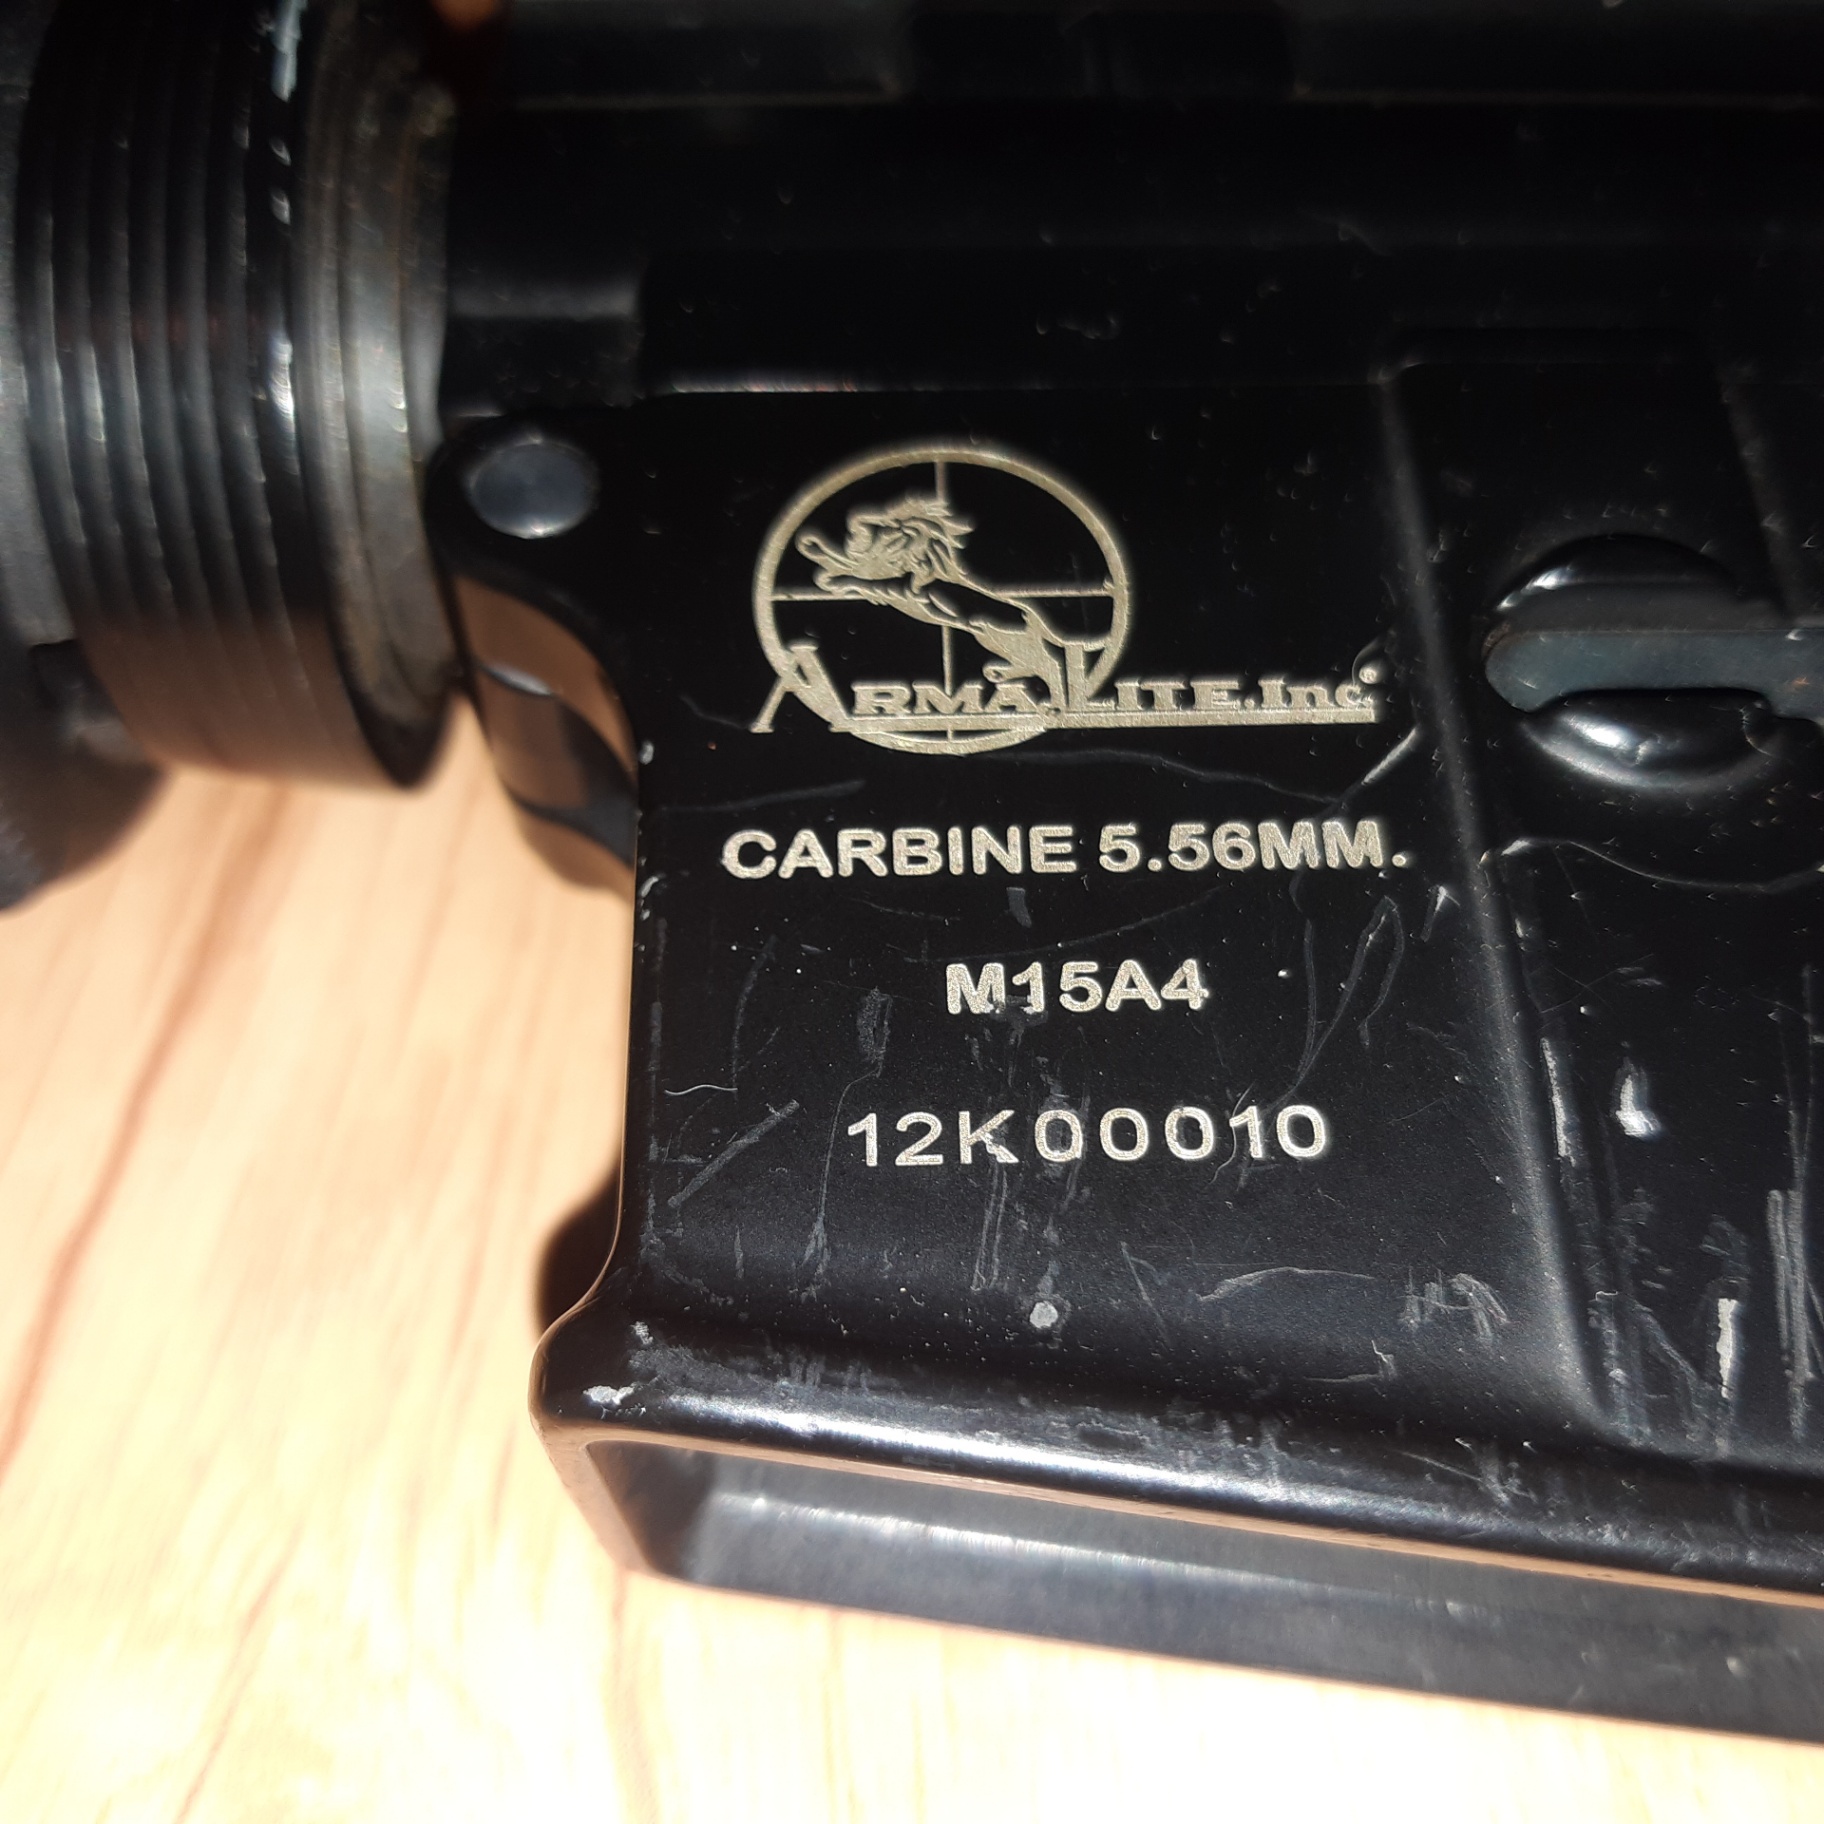 ARMALITE.Inc®
CARBINE 5.56MM.
M15A4
12K00010